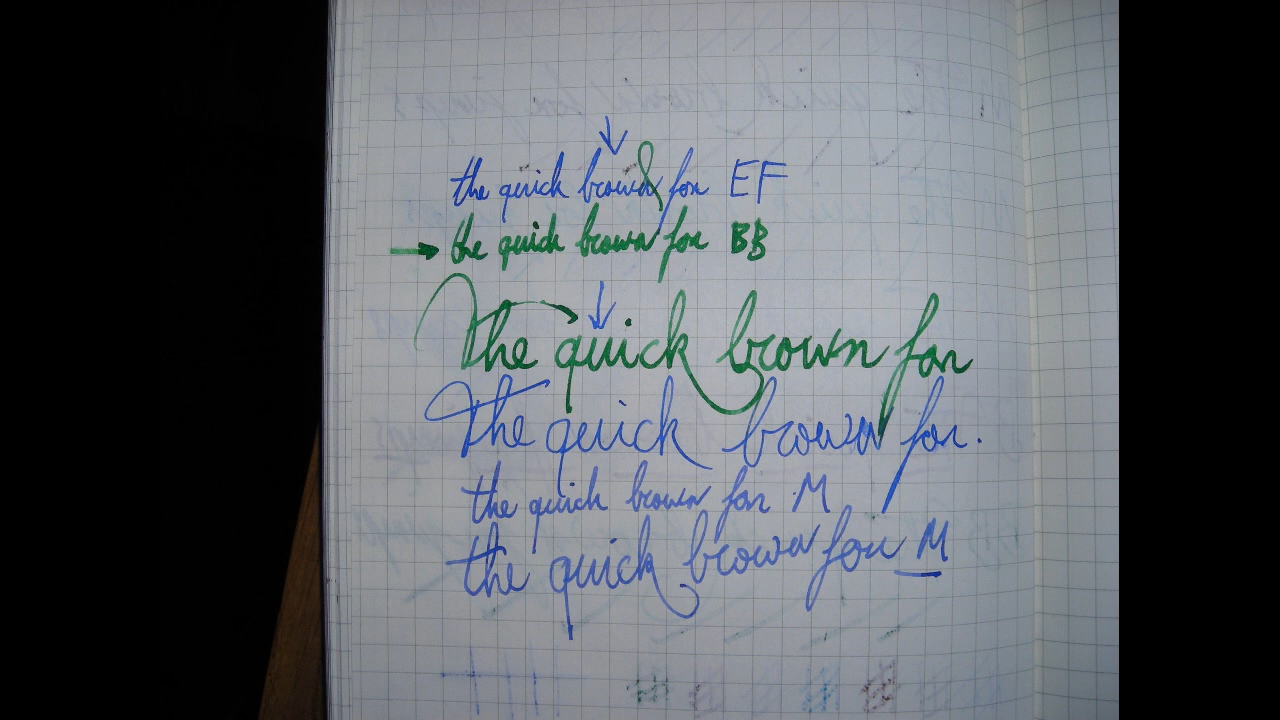 the quick brown fox EF
the quick brown fox BB
The quick brown fox
The quick brown fox.
the quick brown fox M
the quick brown fox M